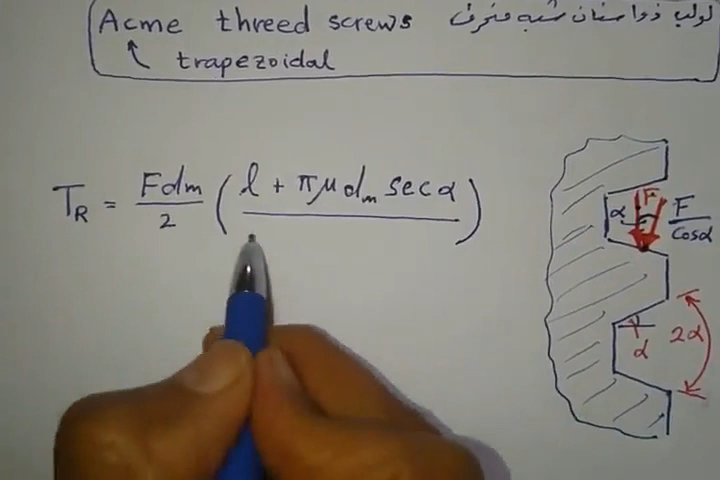 Acme threed screws لولب ذو اسنان شبه منحرف
trapezoidal
T_R = Fdm/2 (l + πμd_m secα)
α F F/cosα
α 2α